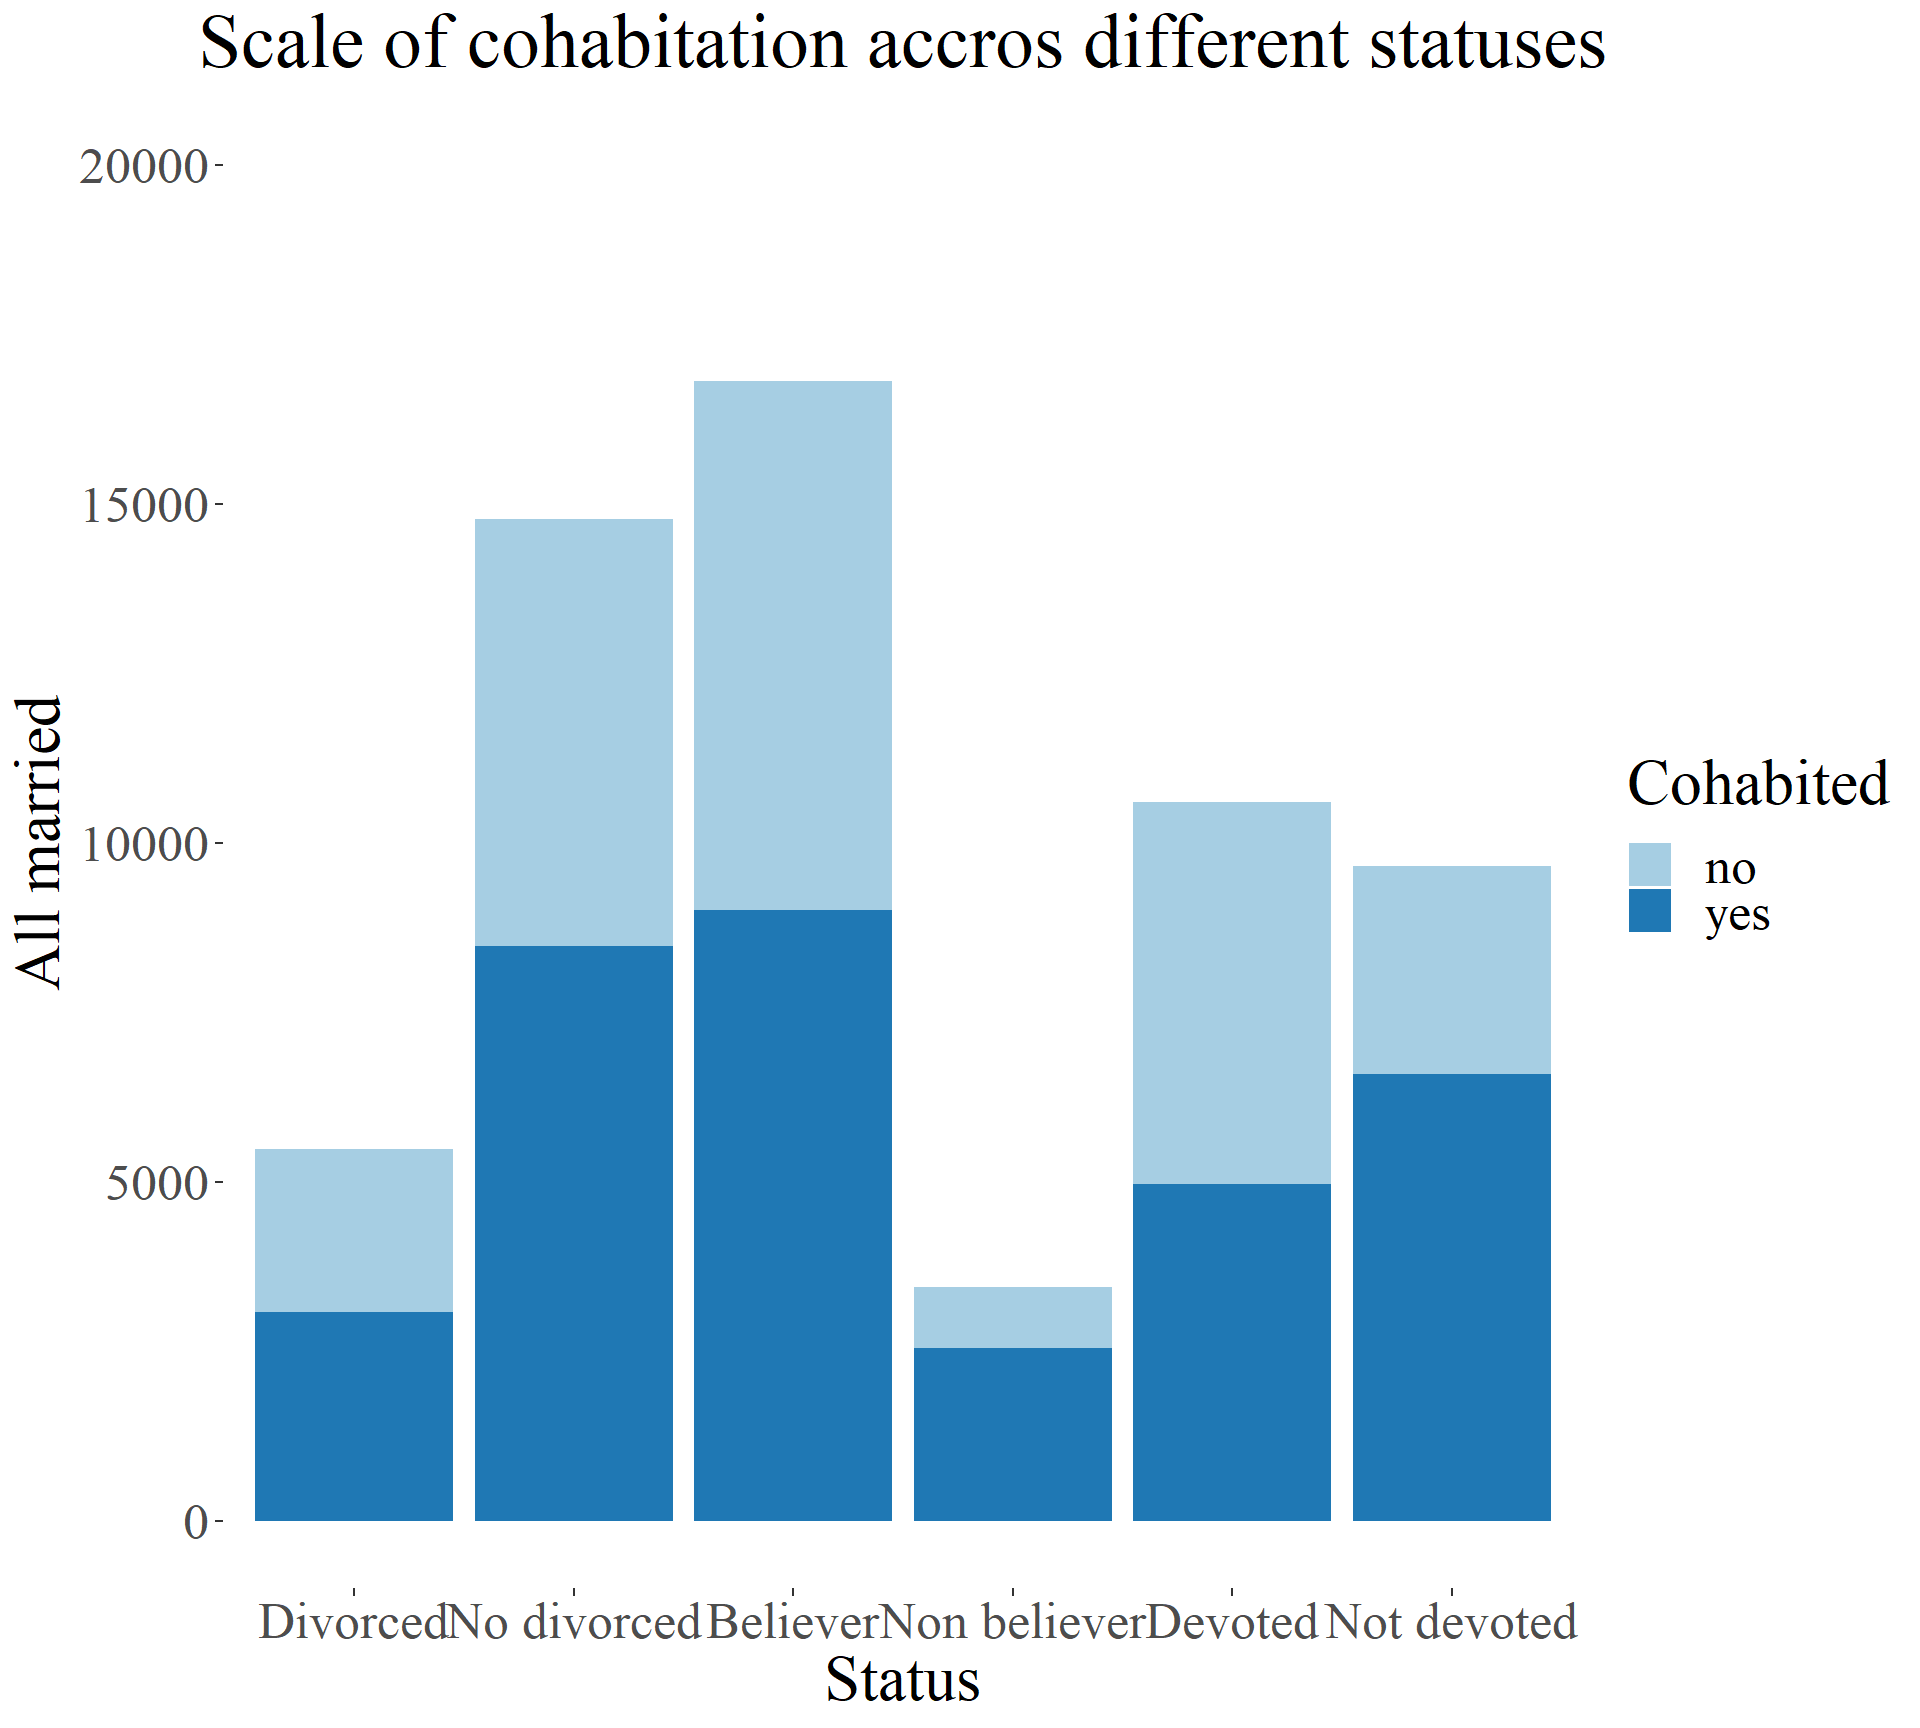 Scale of cohabitation accros different statuses
20000
15000
10000
5000
0
All married
Divorced
No divorced
Believer
Non believer
Devoted
Not devoted
Status
Cohabited
no
yes